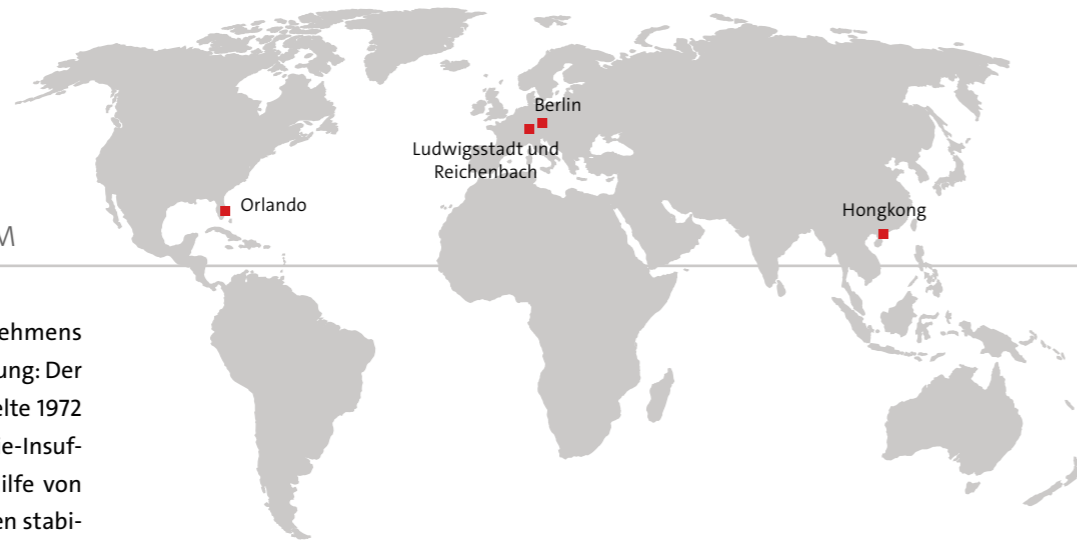 Berlin
Ludwigsstadt und
Reichenbach
Orlando
Hongkong
M
ehmens
ung: Der
elte 1972
e-Insuf-
ilfe von
en stabi-